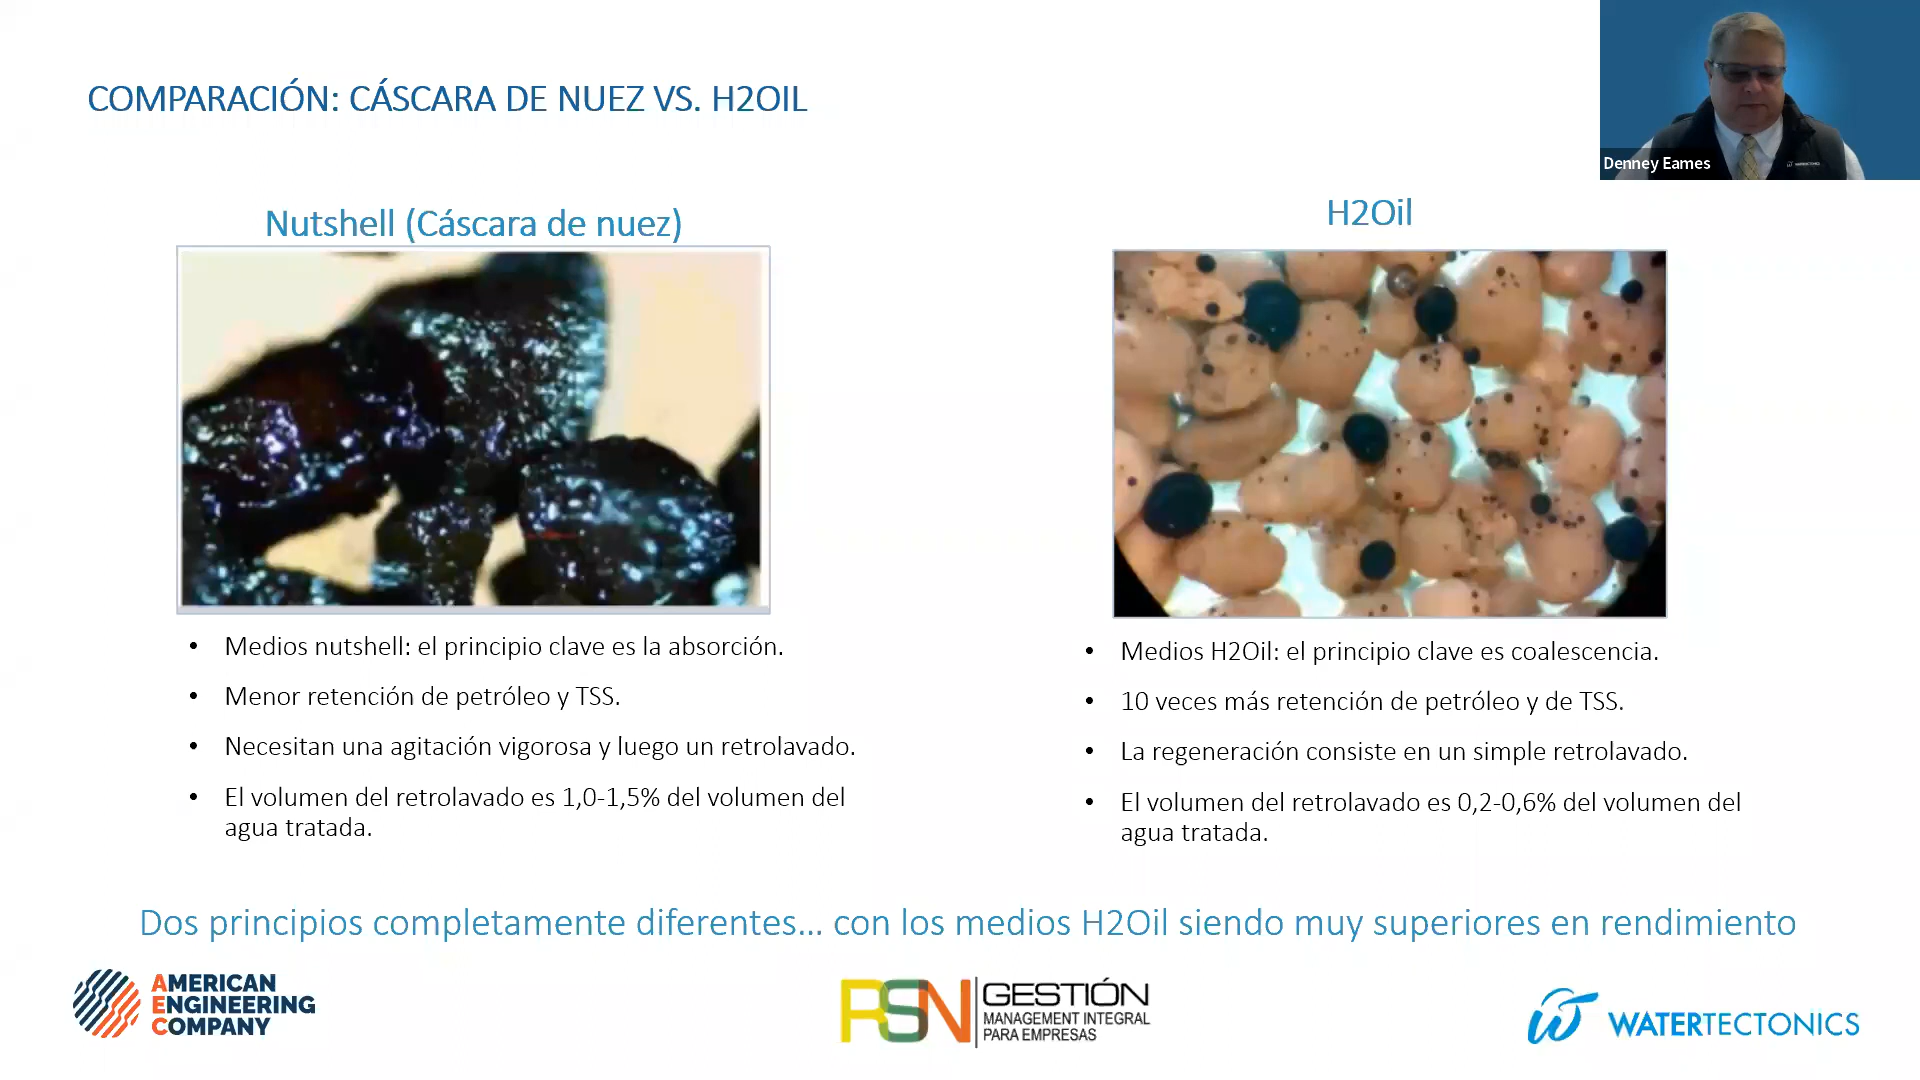 COMPARACIÓN: CÁSCARA DE NUEZ VS. H2OIL
Denney Eames
Nutshell (Cáscara de nuez)
• Medios nutshell: el principio clave es la absorción.
• Menor retención de petróleo y TSS.
• Necesitan una agitación vigorosa y luego un retrolavado.
• El volumen del retrolavado es 1,0-1,5% del volumen del
agua tratada.
H2Oil
• Medios H2Oil: el principio clave es coalescencia.
• 10 veces más retención de petróleo y de TSS.
• La regeneración consiste en un simple retrolavado.
• El volumen del retrolavado es 0,2-0,6% del volumen del
agua tratada.
Dos principios completamente diferentes... con los medios H2Oil siendo muy superiores en rendimiento
AMERICAN
ENGINEERING
COMPANY
RSN
GESTIÓN
MANAGEMENT INTEGRAL
PARA EMPRESAS
WATERTECTONICS